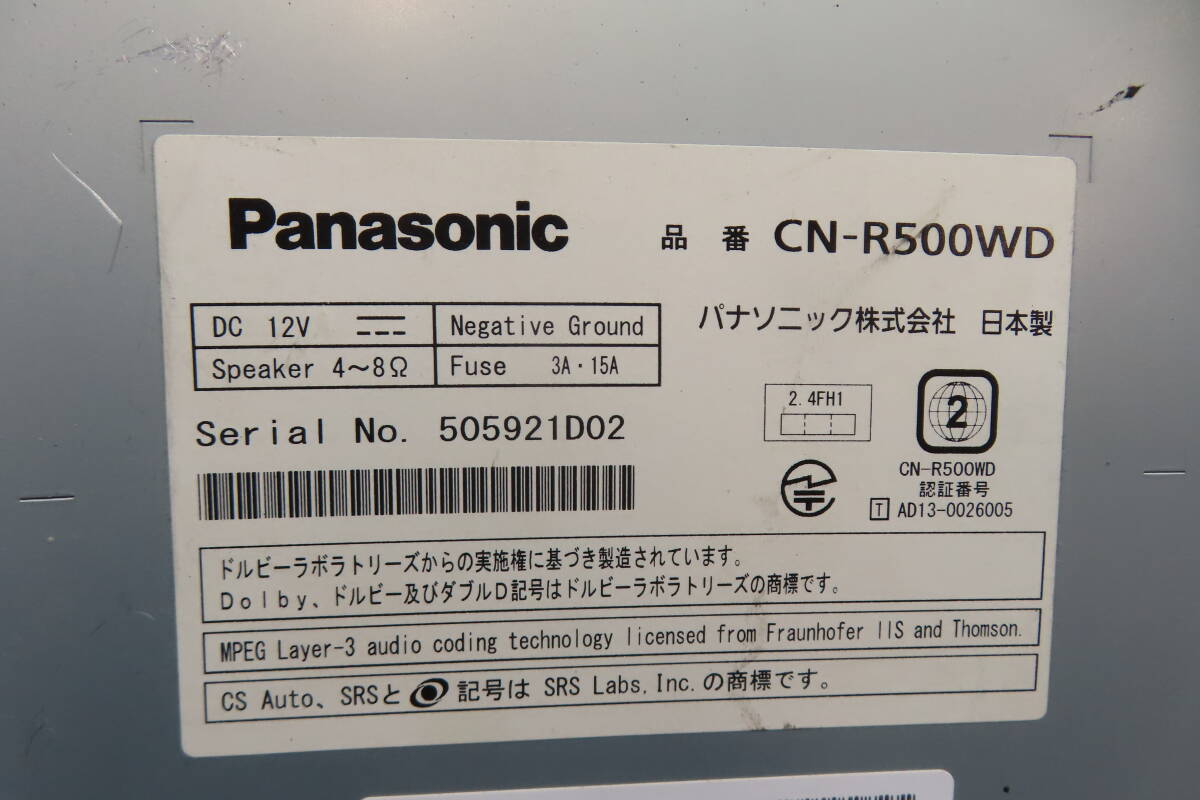 Panasonic
品番 CN-R500WD
DC 12V
Negative Ground
Speaker 4～8Ω
Fuse 3A・15A
パナソニック株式会社 日本製
Serial No. 505921D02
2.4FH1
2
CN-R500WD
認証番号
T AD13-0026005
ドルビーラボラトリーズからの実施権に基づき製造されています。
Dolby、ドルビー及びダブルD記号はドルビーラボラトリーズの商標です。
MPEG Layer-3 audio coding technology licensed from Fraunhofer IIS and Thomson.
CS Auto、SRSと 記号は SRS Labs,Inc.の商標です。